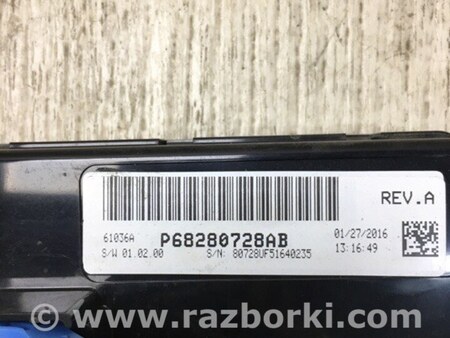 REV.A
61036A P68280728AB 01/27/2016
S/W 01.02.00 S/N: 80728UF51640235 13:16:49
www.razborki.com